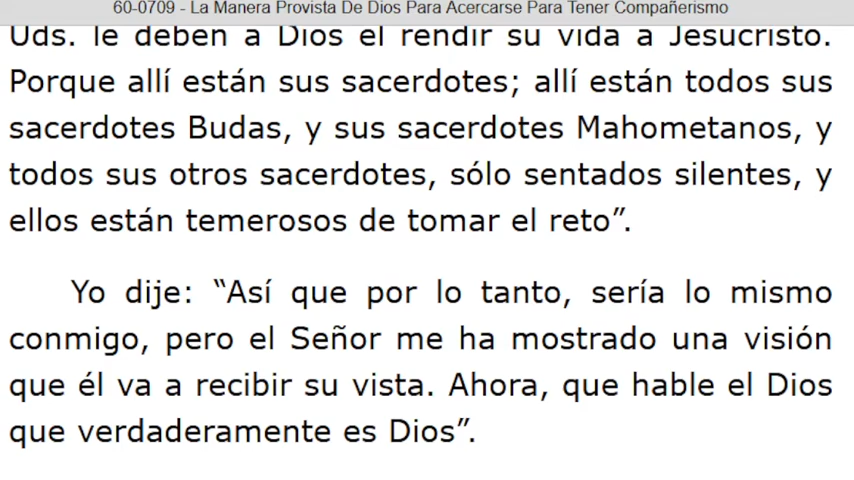 60-0709 - La Manera Provista De Dios Para Acercarse Para Tener Compañerismo
Uds. le deben a Dios el rendir su vida a Jesucristo.
Porque allí están sus sacerdotes; allí están todos sus
sacerdotes Budas, y sus sacerdotes Mahometanos, y
todos sus otros sacerdotes, sólo sentados silentes, y
ellos están temerosos de tomar el reto”.
Yo dije: “Así que por lo tanto, sería lo mismo
conmigo, pero el Señor me ha mostrado una visión
que él va a recibir su vista. Ahora, que hable el Dios
que verdaderamente es Dios”.